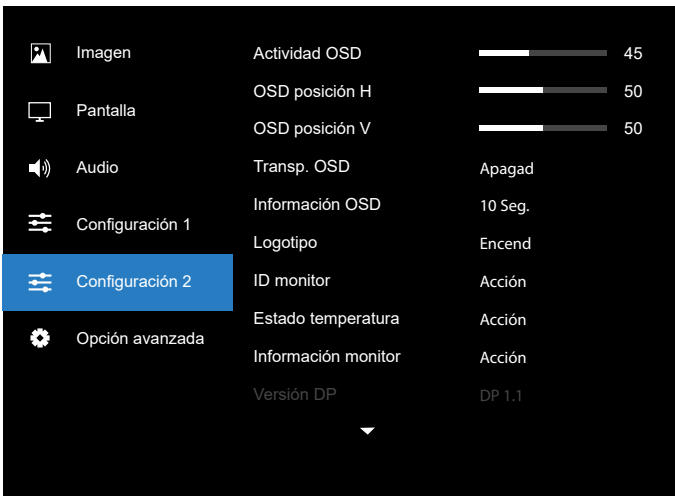 Imagen
Pantalla
Audio
Configuración 1
Configuración 2
Opción avanzada
Actividad OSD 45
OSD posición H 50
OSD posición V 50
Transp. OSD Apagad
Información OSD 10 Seg.
Logotipo Encend
ID monitor Acción
Estado temperatura Acción
Información monitor Acción
Versión DP DP 1.1